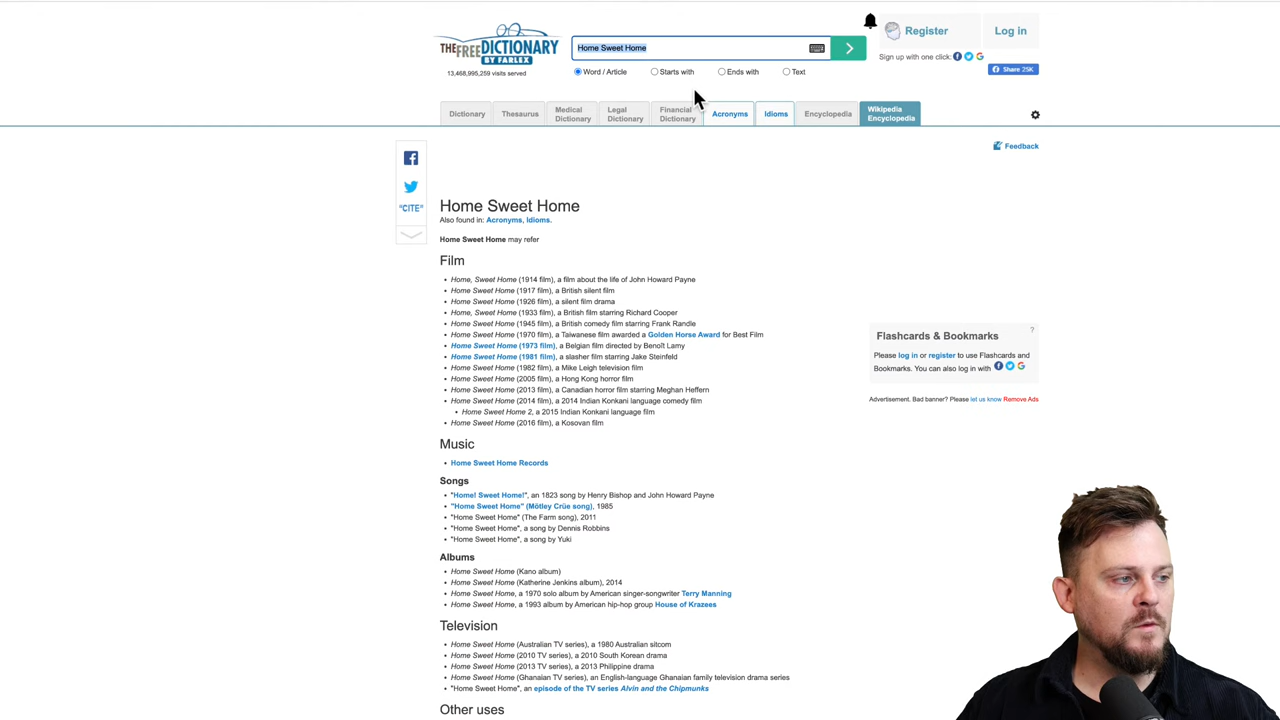 THE FREE DICTIONARY
BY FARLEX
13,468,995,259 visits served
Home Sweet Home
Word / Article
Starts with
Ends with
Text
Register
Log in
Sign up with one click:
Share 25K
Dictionary
Thesaurus
Medical
Dictionary
Legal
Dictionary
Financial
Dictionary
Acronyms
Idioms
Encyclopedia
Wikipedia
Encyclopedia
Feedback
"CITE"
Home Sweet Home
Also found in: Acronyms, Idioms.
Home Sweet Home may refer
Film
• Home, Sweet Home (1914 film), a film about the life of John Howard Payne
• Home Sweet Home (1917 film), a British silent film
• Home Sweet Home (1926 film), a silent film drama
• Home, Sweet Home (1933 film), a British film starring Richard Cooper
• Home Sweet Home (1945 film), a British comedy film starring Frank Randle
• Home Sweet Home (1970 film), a Taiwanese film awarded a Golden Horse Award for Best Film
• Home Sweet Home (1973 film), a Belgian film directed by Benoît Lamy
• Home Sweet Home (1981 film), a slasher film starring Jake Steinfeld
• Home Sweet Home (1982 film), a Mike Leigh television film
• Home Sweet Home (2005 film), a Hong Kong horror film
• Home Sweet Home (2013 film), a Canadian horror film starring Meghan Heffern
• Home Sweet Home (2014 film), a 2014 Indian Konkani language comedy film
• Home Sweet Home 2, a 2015 Indian Konkani language film
• Home Sweet Home (2016 film), a Kosovan film
Music
• Home Sweet Home Records
Songs
• "Home! Sweet Home!", an 1823 song by Henry Bishop and John Howard Payne
• "Home Sweet Home" (Mötley Crüe song), 1985
• "Home Sweet Home" (The Farm song), 2011
• "Home Sweet Home", a song by Dennis Robbins
• "Home Sweet Home", a song by Yuki
Albums
• Home Sweet Home (Kano album)
• Home Sweet Home (Katherine Jenkins album), 2014
• Home Sweet Home, a 1970 solo album by American singer-songwriter Terry Manning
• Home Sweet Home, a 1993 album by American hip-hop group House of Krazees
Television
• Home Sweet Home (Australian TV series), a 1980 Australian sitcom
• Home Sweet Home (2010 TV series), a 2010 South Korean drama
• Home Sweet Home (2013 TV series), a 2013 Philippine drama
• Home Sweet Home (Ghanaian TV series), an English-language Ghanaian family television drama series
• "Home Sweet Home", an episode of the TV series Alvin and the Chipmunks
Other uses
?
Flashcards & Bookmarks
Please log in or register to use Flashcards and
Bookmarks. You can also log in with
Advertisement. Bad banner? Please let us know Remove Ads